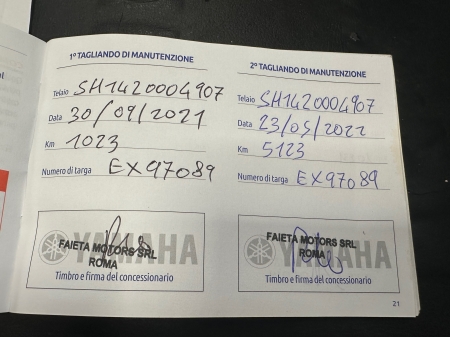 1° TAGLIANDO DI MANUTENZIONE
Telaio SH1420004907
Data 30/09/2021
Km 1023
Numero di targa EX97089
YAMAHA
FAIETA MOTORS SRL
ROMA
Timbro e firma del concessionario
2° TAGLIANDO DI MANUTENZIONE
Telaio SH1420004907
Data 23/05/2022
Km 5123
Numero di targa EX97089
YAMAHA
FAIETA MOTORS SRL
ROMA
Timbro e firma del concessionario
21